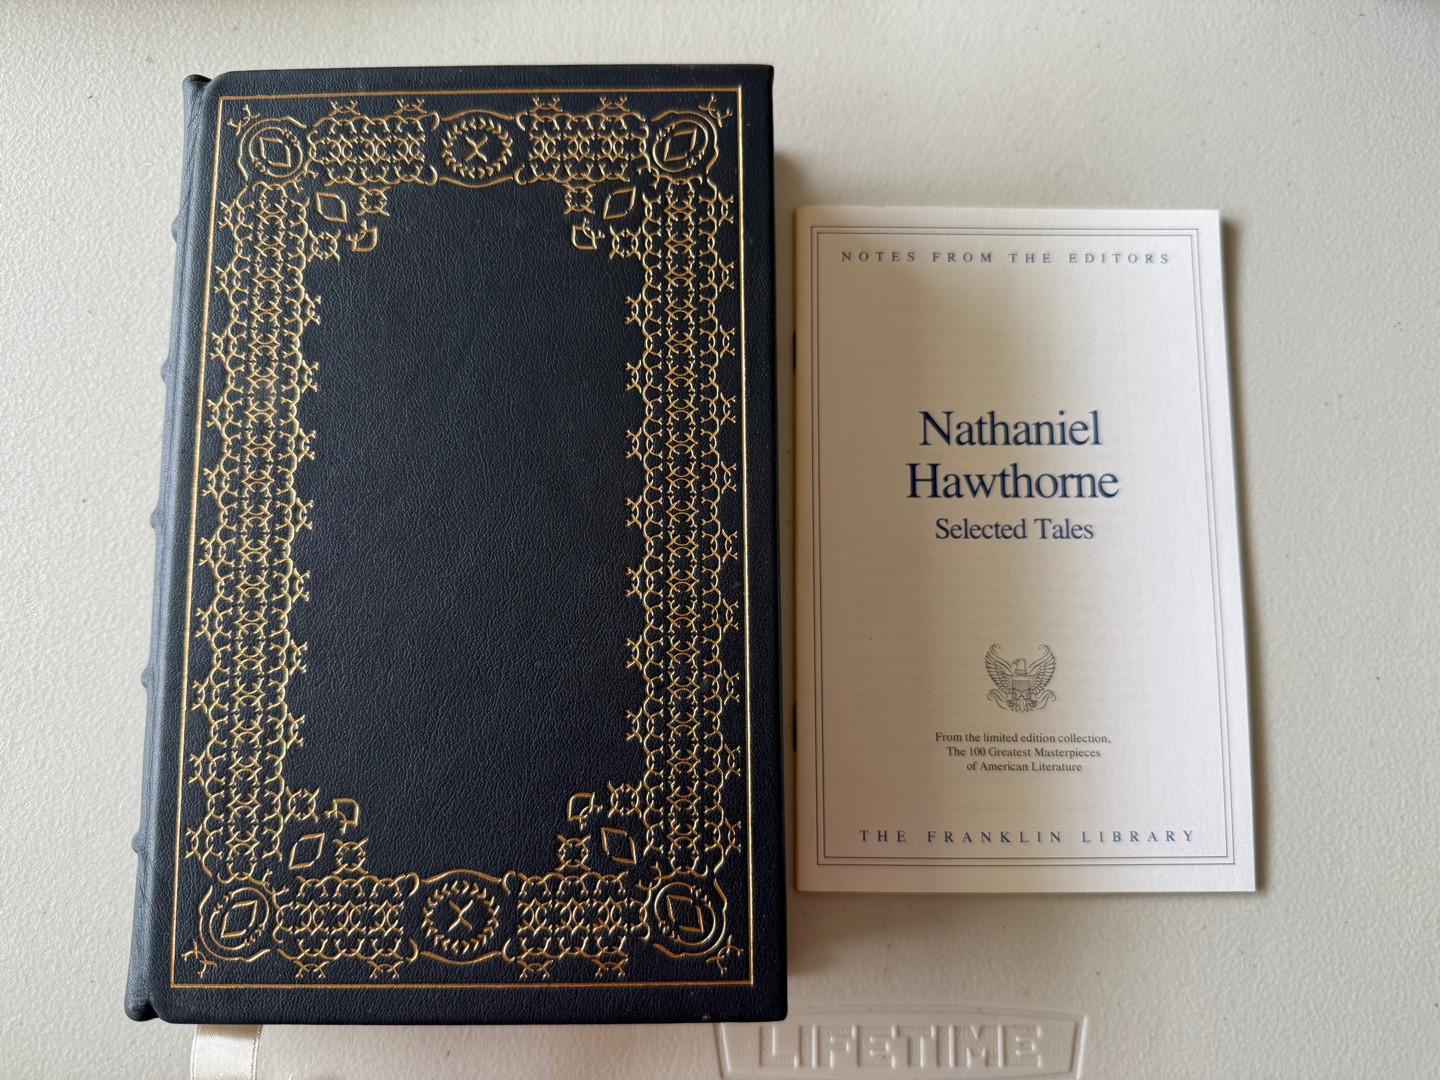 NOTES FROM THE EDITORS
Nathaniel
Hawthorne
Selected Tales
From the limited edition collection,
The 100 Greatest Masterpieces
of American Literature
THE FRANKLIN LIBRARY
LIFETIME